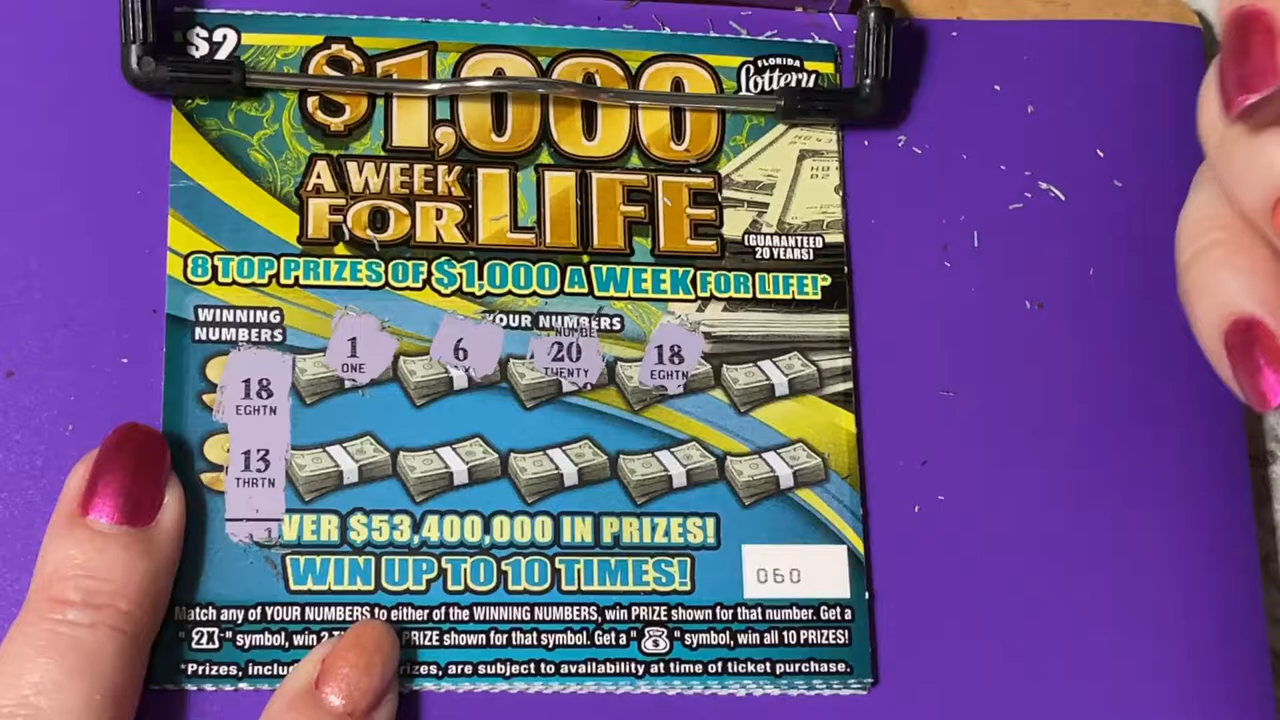 $2
$1,000
FLORIDA
Lottery
A WEEK
FOR LIFE
(GUARANTEED
20 YEARS)
8 TOP PRIZES OF $1,000 A WEEK FOR LIFE!*
WINNING
NUMBERS
YOUR NUMBERS
1
ONE
6
20
TWENTY
18
EGHTN
18
EGHTN
13
THRTN
VER $53,400,000 IN PRIZES!
WIN UP TO 10 TIMES!
060
Match any of YOUR NUMBERS to either of the WINNING NUMBERS, win PRIZE shown for that number. Get a
"2X" symbol, win 2 PRIZE shown for that symbol. Get a " $ " symbol, win all 10 PRIZES!
*Prizes, are subject to availability at time of ticket purchase.